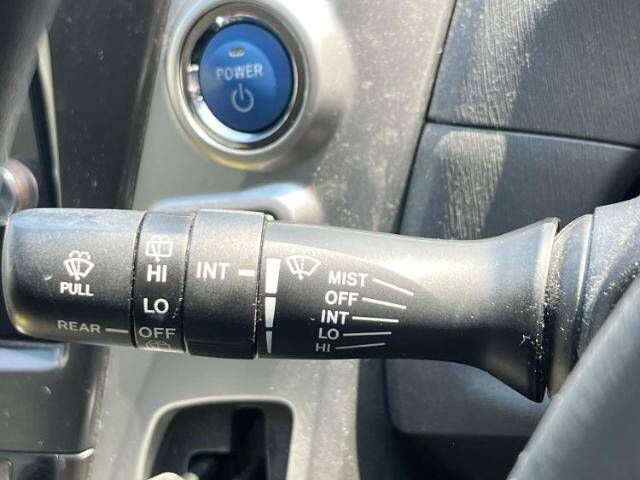 POWER
PULL
REAR
HI
LO
OFF
INT
MIST
OFF
INT
LO
HI